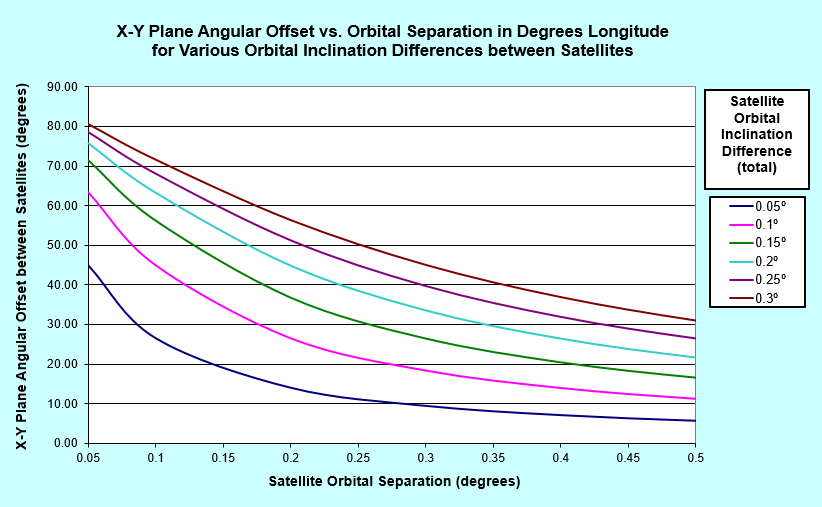 X-Y Plane Angular Offset vs. Orbital Separation in Degrees Longitude
for Various Orbital Inclination Differences between Satellites
X-Y Plane Angular Offset between Satellites (degrees)
90.00
80.00
70.00
60.00
50.00
40.00
30.00
20.00
10.00
0.00
0.05
0.1
0.15
0.2
0.25
0.3
0.35
0.4
0.45
0.5
Satellite Orbital Separation (degrees)
Satellite
Orbital
Inclination
Difference
(total)
0.05º
0.1º
0.15º
0.2º
0.25º
0.3º